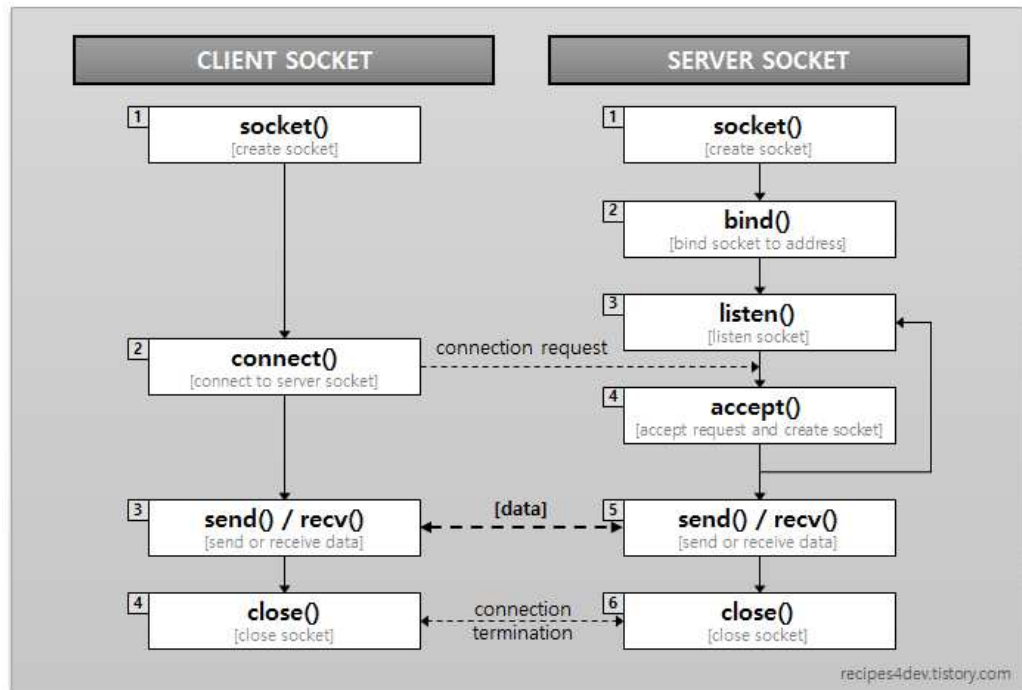 CLIENT SOCKET
SERVER SOCKET
1
socket()
[create socket]
1
socket()
[create socket]
2
bind()
[bind socket to address]
3
listen()
[listen socket]
2
connect()
[connect to server socket]
connection request
4
accept()
[accept request and create socket]
3
send() / recv()
[send or receive data]
[data]
5
send() / recv()
[send or receive data]
4
close()
[close socket]
connection
termination
6
close()
[close socket]
recipes4dev.tistory.com